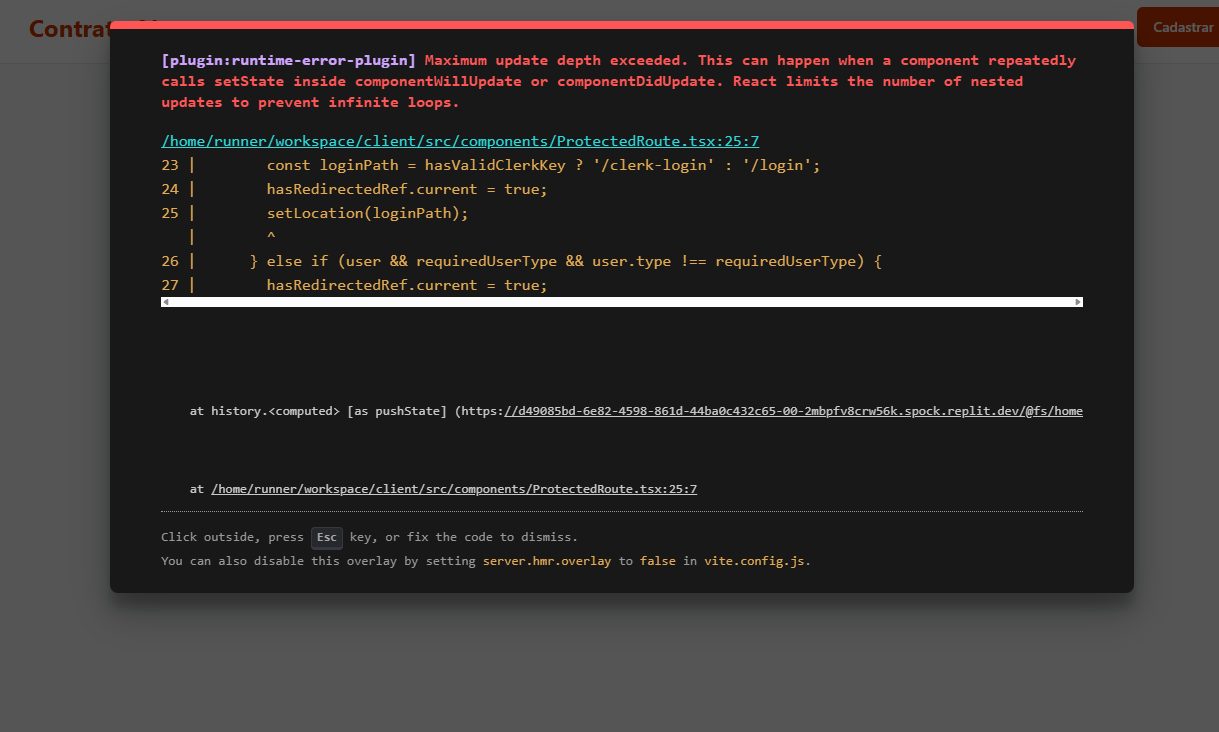 Cadastrar
[plugin:runtime-error-plugin] Maximum update depth exceeded. This can happen when a component repeatedly
calls setState inside componentWillUpdate or componentDidUpdate. React limits the number of nested
updates to prevent infinite loops.
/home/runner/workspace/client/src/components/ProtectedRoute.tsx:25:7
23 |        const loginPath = hasValidClerkKey ? '/clerk-login' : '/login';
24 |        hasRedirectedRef.current = true;
25 |        setLocation(loginPath);
   |        ^
26 |      } else if (user && requiredUserType && user.type !== requiredUserType) {
27 |        hasRedirectedRef.current = true;
at history.<computed> [as pushState] (https://d49085bd-6e82-4598-861d-44ba0c432c65-00-2mbpfv8crw56k.spock.replit.dev/@fs/home
at /home/runner/workspace/client/src/components/ProtectedRoute.tsx:25:7
Click outside, press Esc key, or fix the code to dismiss.
You can also disable this overlay by setting server.hmr.overlay to false in vite.config.js.